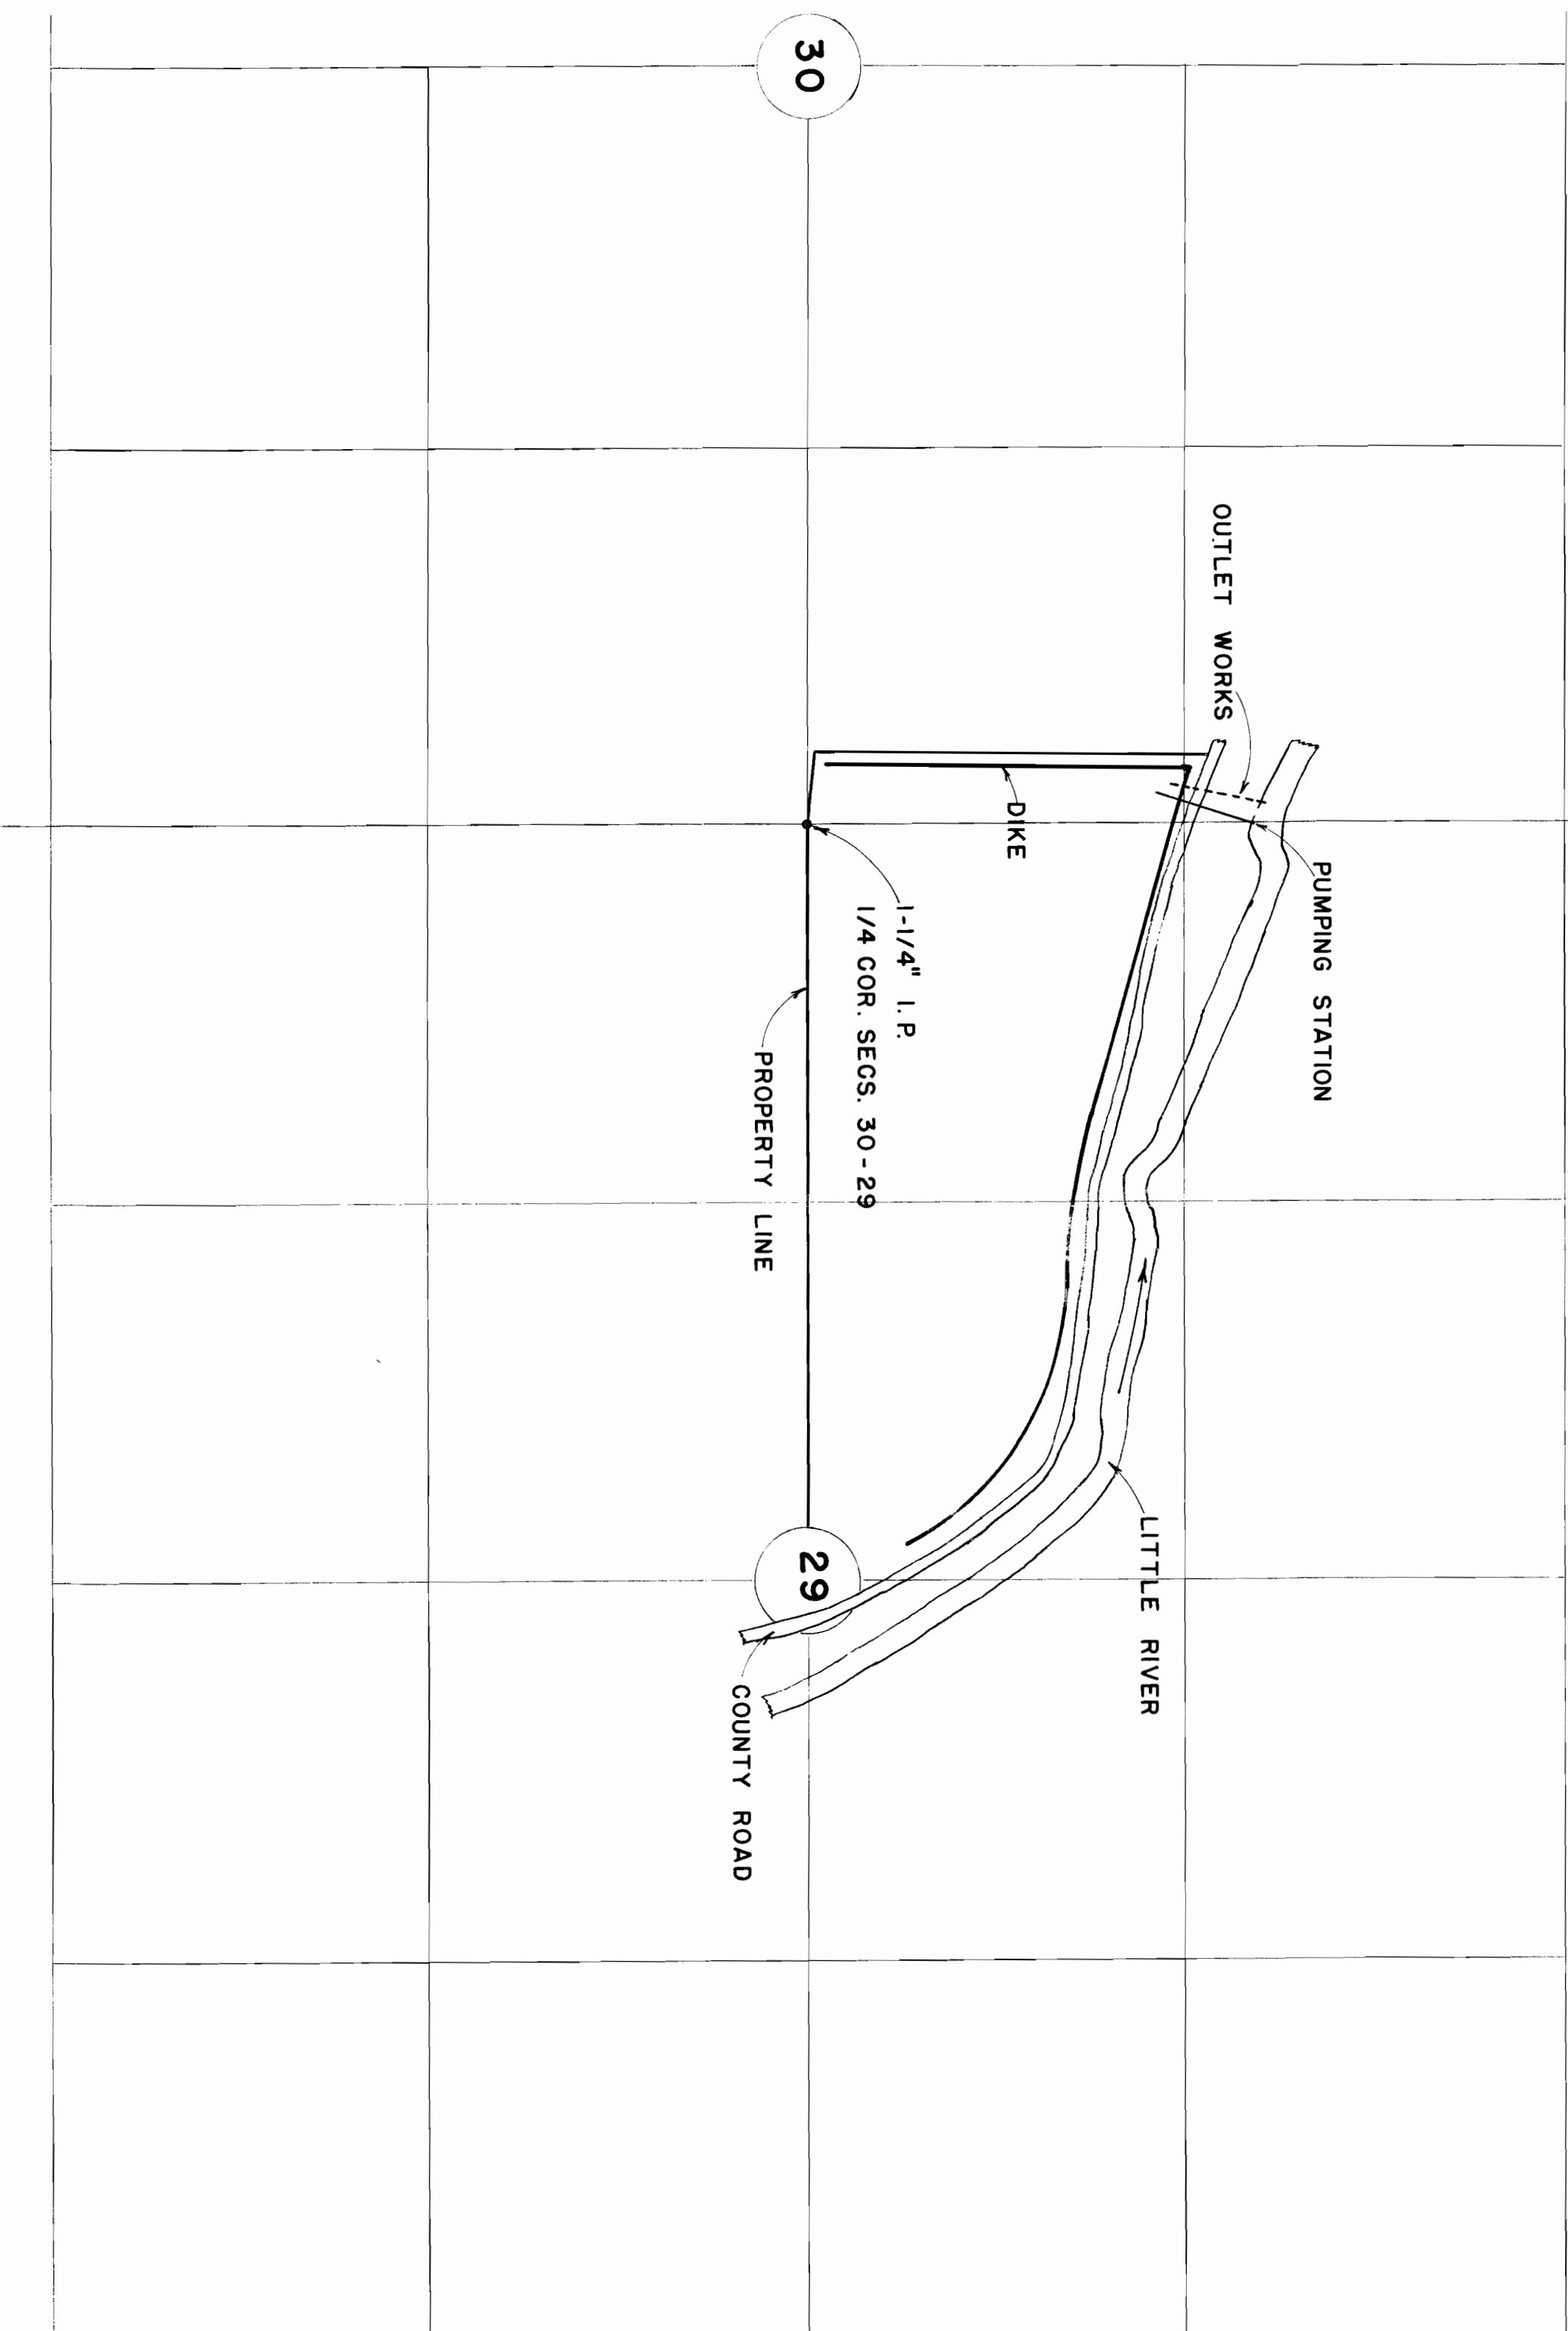 30
OUTLET WORKS
PUMPING STATION
DIKE
1-1/4" I.P.
1/4 COR. SECS. 30-29
PROPERTY LINE
LITTLE RIVER
29
COUNTY ROAD